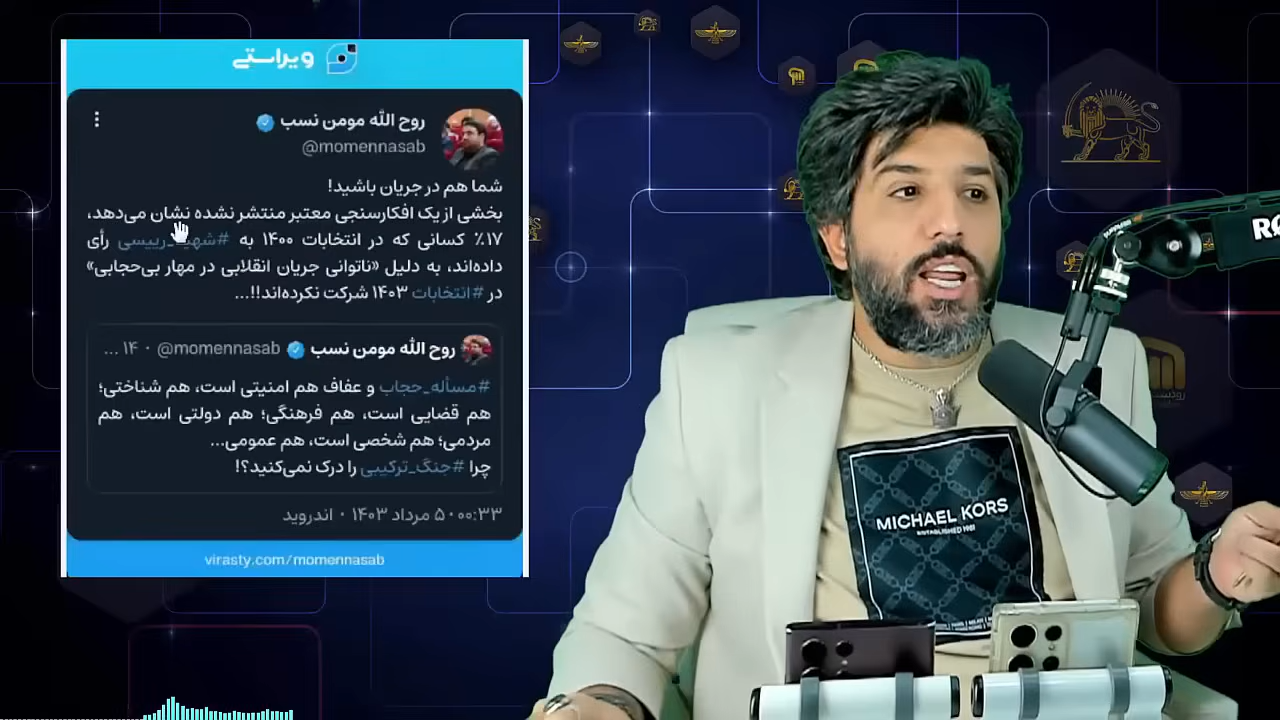 ویراستی
روح الله مومن نسب
@momennasab
شما هم در جریان باشید!
بخشی از یک افکارسنجی معتبر منتشر نشده نشان می‌دهد،
۱۷٪ کسانی که در انتخابات ۱۴۰۰ به #شهید_رییسی رأی
داده‌اند، به دلیل «ناتوانی جریان انقلابی در مهار بی‌حجابی»
در #انتخابات ۱۴۰۳ شرکت نکرده‌اند!!...
روح الله مومن نسب @momennasab · ۱۴ ...
#مسأله_حجاب و عفاف هم امنیتی است، هم شناختی؛
هم قضایی است، هم فرهنگی؛ هم دولتی است، هم
مردمی؛ هم شخصی است، هم عمومی...
چرا #جنگ_ترکیبی را درک نمی‌کنید؟!
۰۰:۳۳ · ۵ مرداد ۱۴۰۳ · اندروید
virasty.com/momennasab
MICHAEL KORS
ESTABLISHED 1981